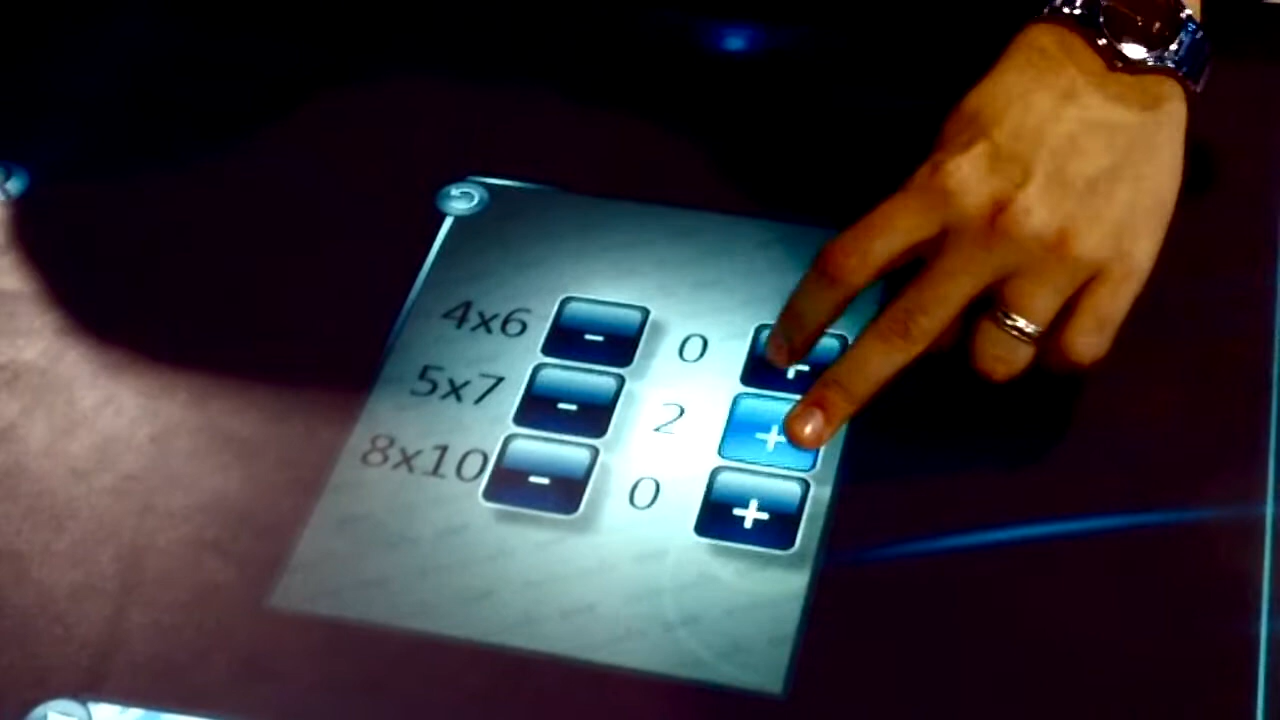 4x6 - 0 +
5x7 - 2 +
8x10 - 0 +